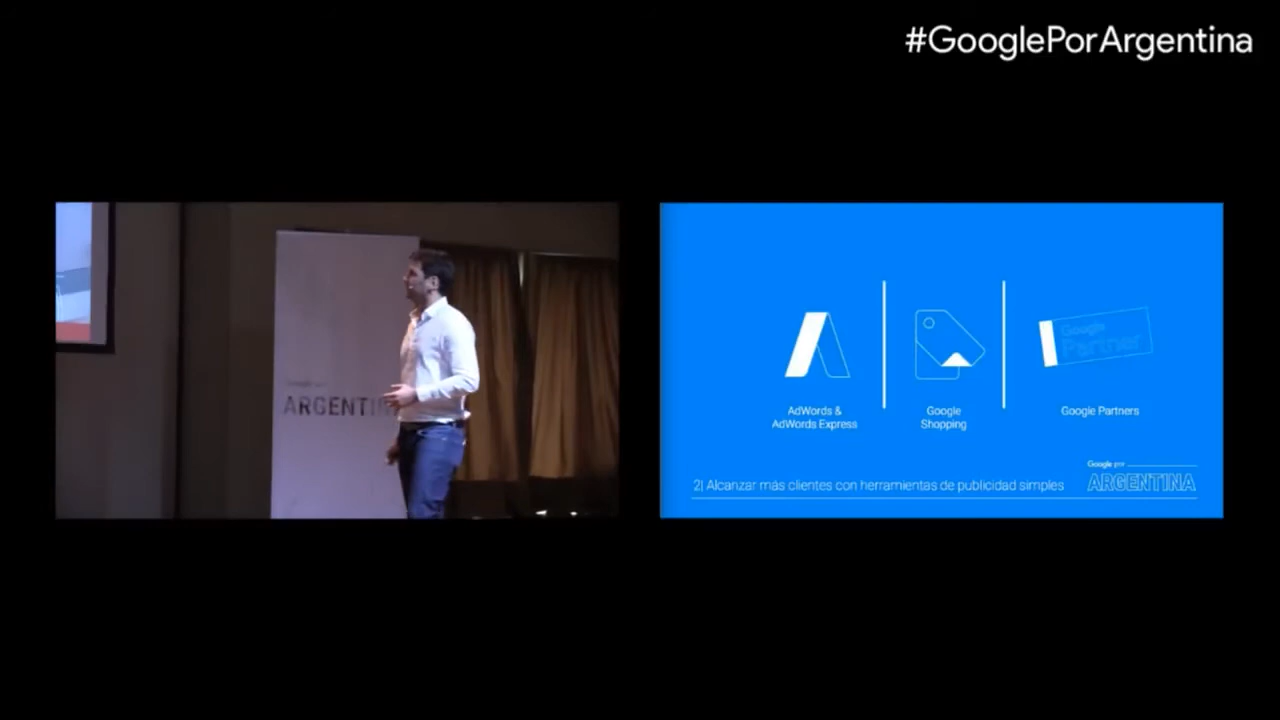 #GooglePorArgentina
ARGENTIN
Google
Partner
AdWords &
AdWords Express
Google
Shopping
Google Partners
2| Alcanzar más clientes con herramientas de publicidad simples
Google por
ARGENTINA